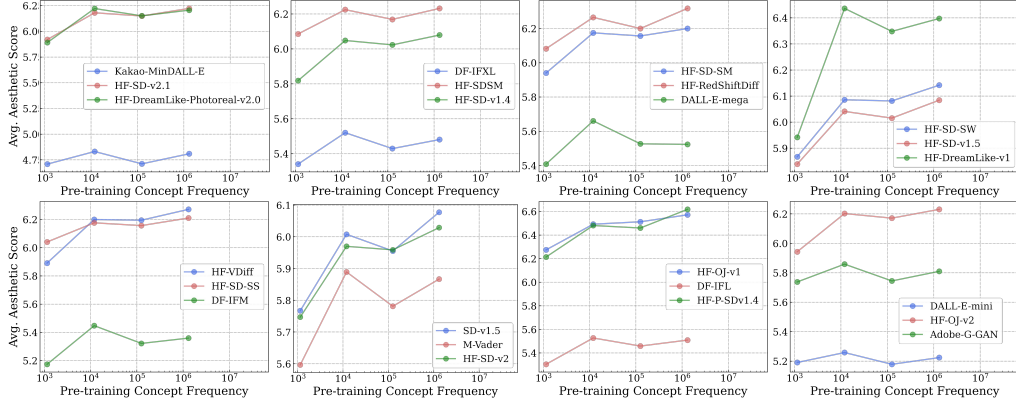 Avg. Aesthetic Score
6.2
6.0
5.7
5.5
5.2
5.0
4.7
Kakao-MinDALL-E
HF-SD-v2.1
HF-DreamLike-Photoreal-v2.0
10³ 10⁴ 10⁵ 10⁶ 10⁷
Pre-training Concept Frequency
6.2
6.0
5.8
5.6
5.4
DF-IFXL
HF-SDSM
HF-SD-v1.4
10³ 10⁴ 10⁵ 10⁶ 10⁷
Pre-training Concept Frequency
6.2
6.0
5.8
5.6
5.4
HF-SD-SM
HF-RedShiftDiff
DALL-E-mega
10³ 10⁴ 10⁵ 10⁶ 10⁷
Pre-training Concept Frequency
6.4
6.3
6.2
6.1
6.0
5.9
HF-SD-SW
HF-SD-v1.5
HF-DreamLike-v1
10³ 10⁴ 10⁵ 10⁶ 10⁷
Pre-training Concept Frequency
Avg. Aesthetic Score
6.2
6.0
5.8
5.6
5.4
5.2
HF-VDiff
HF-SD-SS
DF-IFM
10³ 10⁴ 10⁵ 10⁶ 10⁷
Pre-training Concept Frequency
6.1
6.0
5.9
5.8
5.7
5.6
SD-v1.5
M-Vader
HF-SD-v2
10³ 10⁴ 10⁵ 10⁶ 10⁷
Pre-training Concept Frequency
6.6
6.4
6.2
6.0
5.8
5.6
5.4
HF-OJ-v1
DF-IFL
HF-P-SDv1.4
10³ 10⁴ 10⁵ 10⁶ 10⁷
Pre-training Concept Frequency
6.2
6.0
5.8
5.6
5.4
5.2
DALL-E-mini
HF-OJ-v2
Adobe-G-GAN
10³ 10⁴ 10⁵ 10⁶ 10⁷
Pre-training Concept Frequency